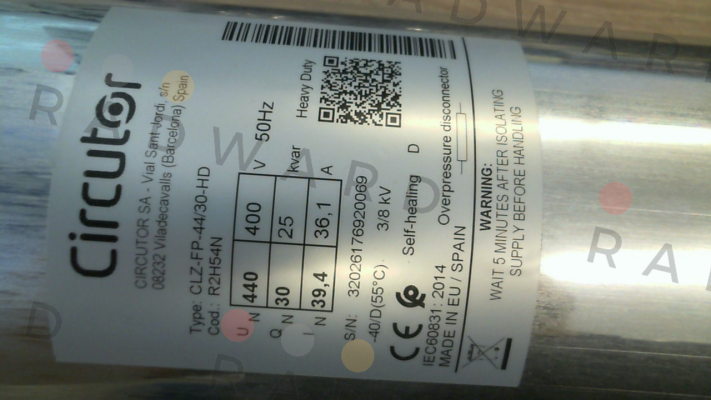 Circutor
CIRCUTOR SA - Vial Sant Jordi, s/n
08232 Viladecavalls (Barcelona) Spain
Type: CLZ-FP-44/30-HD
Cod.: R2H54N
U N 440 400 V 50Hz
Q N 30 25 kvar Heavy Duty
I N 39,4 36,1 A
S/N: 32026176920069
-40/D(55°C). 3/8 kV
CE Self-healing D
IEC60831: 2014 Overpressure disconnector
MADE IN EU / SPAIN
WARNING:
WAIT 5 MINUTES AFTER ISOLATING
SUPPLY BEFORE HANDLING
RADWARD